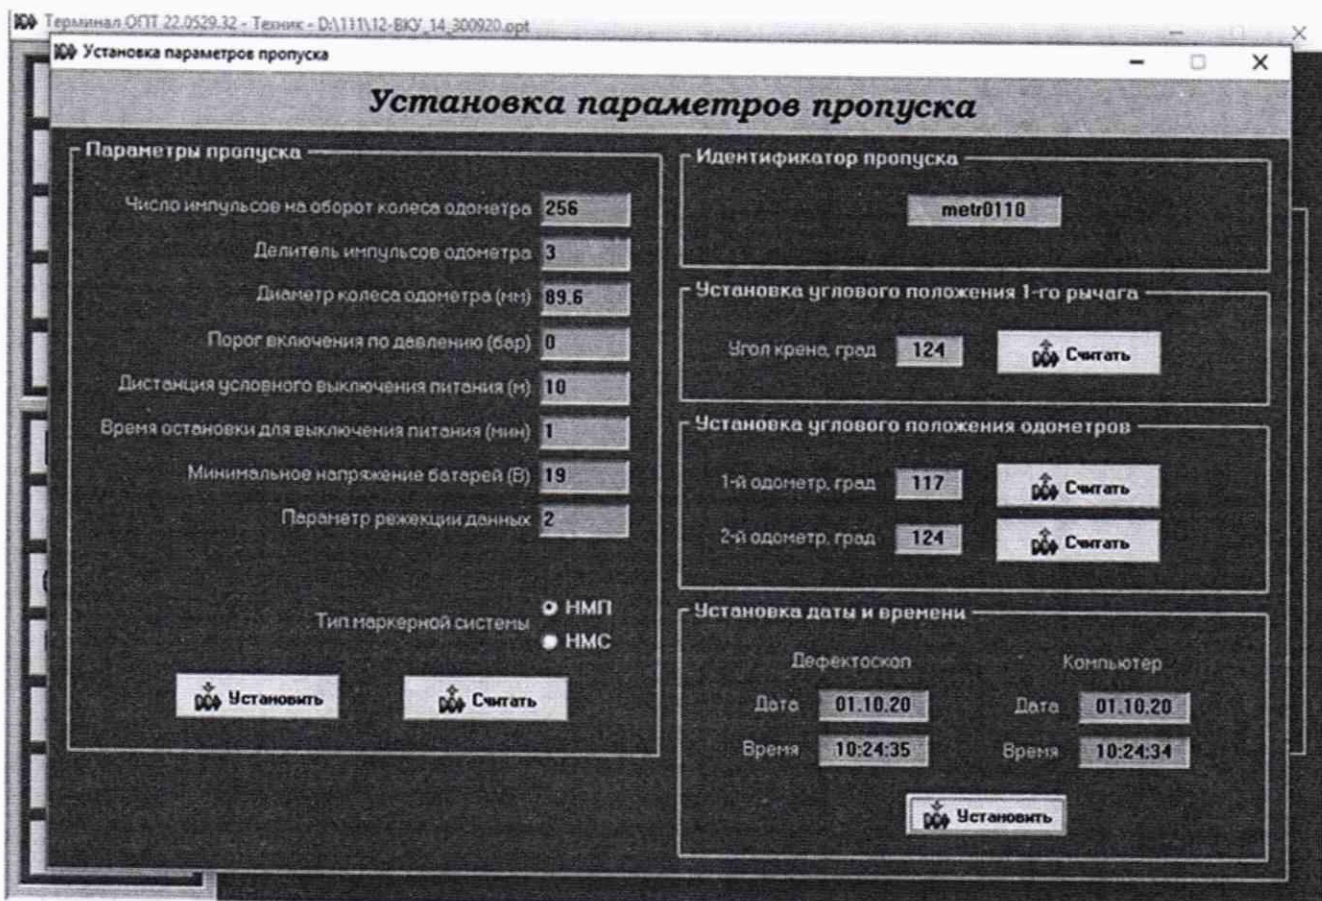 Терминал ОПТ 22.0529.32 - Техник - D:\111\12-ВКУ_14_300920.opt
Установка параметров пропуска
Установка параметров пропуска
Параметры пропуска
Число импульсов на оборот колеса одометра 256
Делитель импульсов одометра 3
Диаметр колеса одометра (мм) 89.6
Порог включения по давлению (бар) 0
Дистанция условного выключения питания (м) 10
Время остановки для выключения питания (мин) 1
Минимальное напряжение батарей (В) 19
Параметр режекции данных 2
Тип маркерной системы
НМП
НМС
Установить Считать
Идентификатор пропуска
metr0110
Установка углового положения 1-го рычага
Угол крена, град 124 Считать
Установка углового положения одометров
1-й одометр, град 117 Считать
2-й одометр, град 124 Считать
Установка даты и времени
Дефектоскоп Компьютер
Дата 01.10.20 Дата 01.10.20
Время 10:24:35 Время 10:24:34
Установить